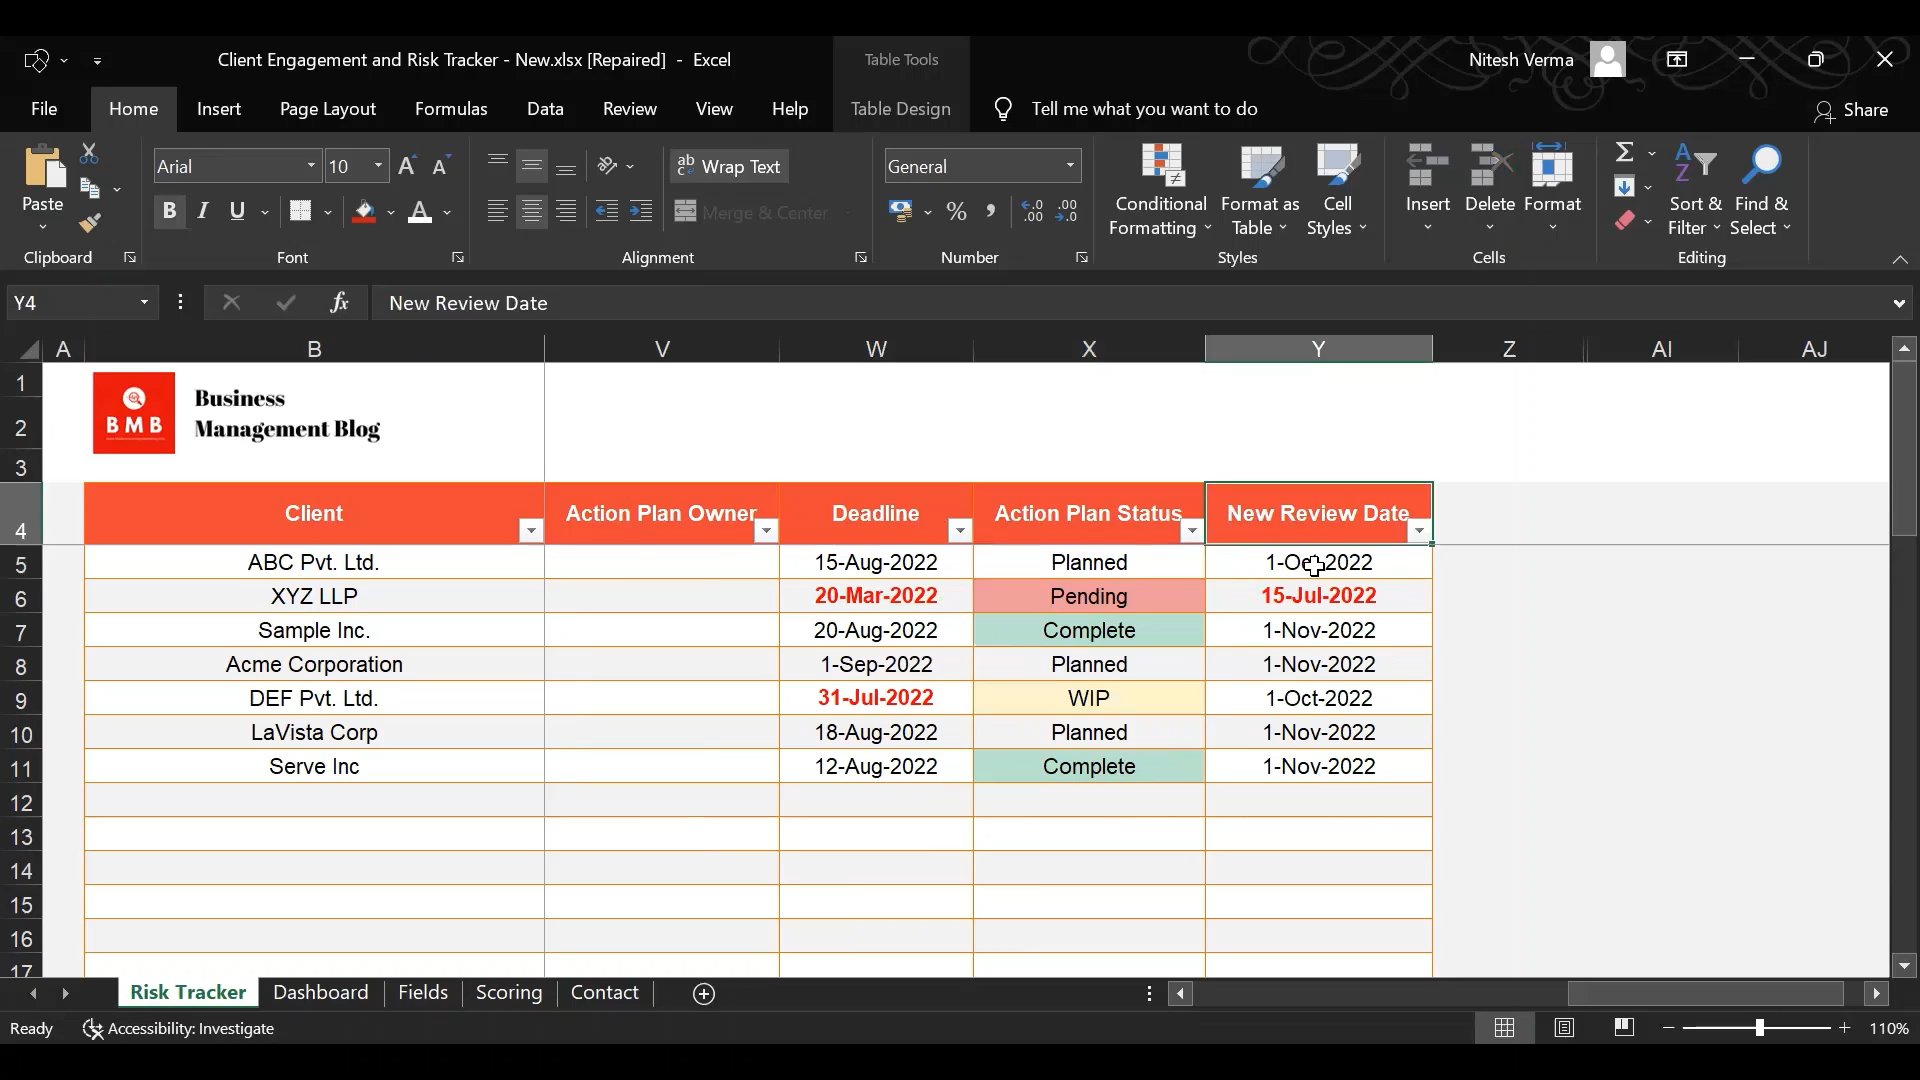 Client Engagement and Risk Tracker - New.xlsx [Repaired] - Excel
Table Tools
Nitesh Verma
File Home Insert Page Layout Formulas Data Review View Help Table Design Tell me what you want to do Share
Paste
Clipboard
Arial 10
B I U A
Font
ab c Wrap Text
Merge & Center
Alignment
General
% , .0 .00 .00 .0
Number
Conditional Formatting
Format as Table
Cell Styles
Styles
Insert Delete Format
Cells
Sort & Filter
Find & Select
Editing
Y4 fx New Review Date
A B V W X Y Z AI AJ
1
2
3
BMB
Business
Management Blog
4 Client Action Plan Owner Deadline Action Plan Status New Review Date
5 ABC Pvt. Ltd. 15-Aug-2022 Planned 1-Oct-2022
6 XYZ LLP 20-Mar-2022 Pending 15-Jul-2022
7 Sample Inc. 20-Aug-2022 Complete 1-Nov-2022
8 Acme Corporation 1-Sep-2022 Planned 1-Nov-2022
9 DEF Pvt. Ltd. 31-Jul-2022 WIP 1-Oct-2022
10 LaVista Corp 18-Aug-2022 Planned 1-Nov-2022
11 Serve Inc 12-Aug-2022 Complete 1-Nov-2022
12
13
14
15
16
17
Risk Tracker Dashboard Fields Scoring Contact
Ready Accessibility: Investigate 110%